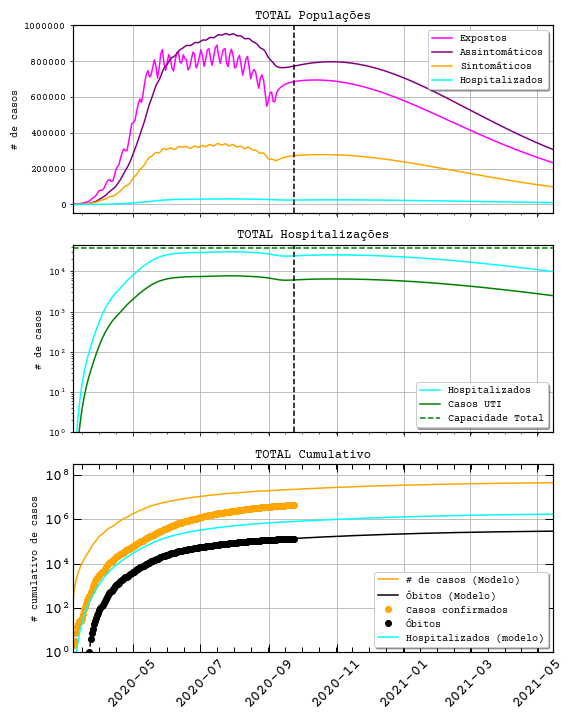 TOTAL Populações
1000000
800000
600000
400000
200000
0
# de casos
Expostos
Assintomáticos
Sintomáticos
Hospitalizados
TOTAL Hospitalizações
10⁴
10³
10²
10¹
10⁰
# de casos
Hospitalizados
Casos UTI
Capacidade Total
TOTAL Cumulativo
10⁸
10⁶
10⁴
10²
10⁰
# cumulativo de casos
# de casos (Modelo)
Óbitos (Modelo)
Casos confirmados
Óbitos
Hospitalizados (modelo)
2020-05
2020-07
2020-09
2020-11
2021-01
2021-03
2021-05